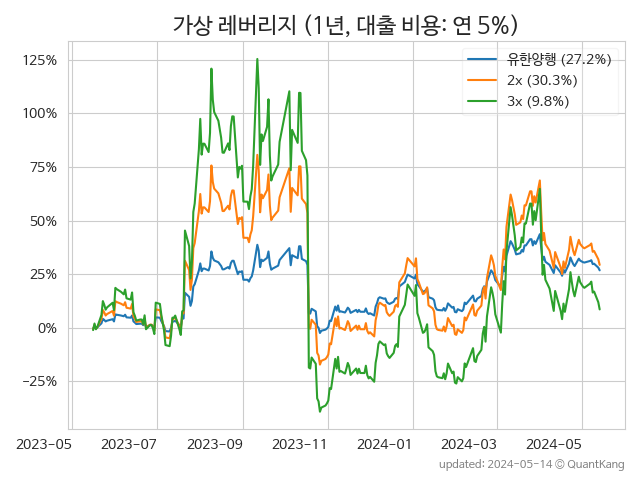 가상 레버리지 (1년, 대출 비용: 연 5%)
유한양행 (27.2%)
2x (30.3%)
3x (9.8%)
125%
100%
75%
50%
25%
0%
−25%
2023-05 2023-07 2023-09 2023-11 2024-01 2024-03 2024-05
updated: 2024-05-14 © QuantKang